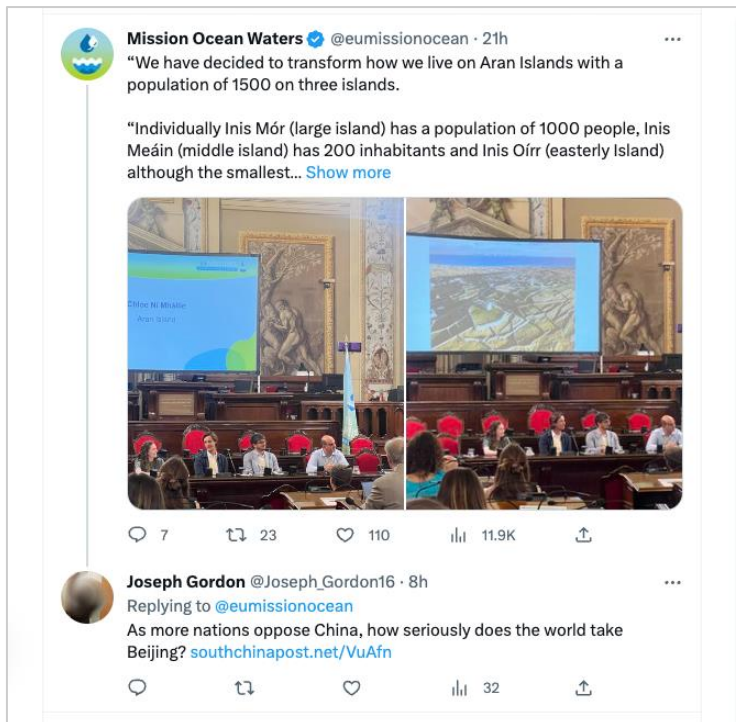 Mission Ocean Waters @eumissionocean · 21h
“We have decided to transform how we live on Aran Islands with a
population of 1500 on three islands.
“Individually Inis Mór (large island) has a population of 1000 people, Inis
Meáin (middle island) has 200 inhabitants and Inis Oírr (easterly Island)
although the smallest... Show more
Chloe Ní Mháille
Aran Island
7 23 110 11.9K
Joseph Gordon @Joseph_Gordon16 · 8h
Replying to @eumissionocean
As more nations oppose China, how seriously does the world take
Beijing? southchinapost.net/VuAfn
32